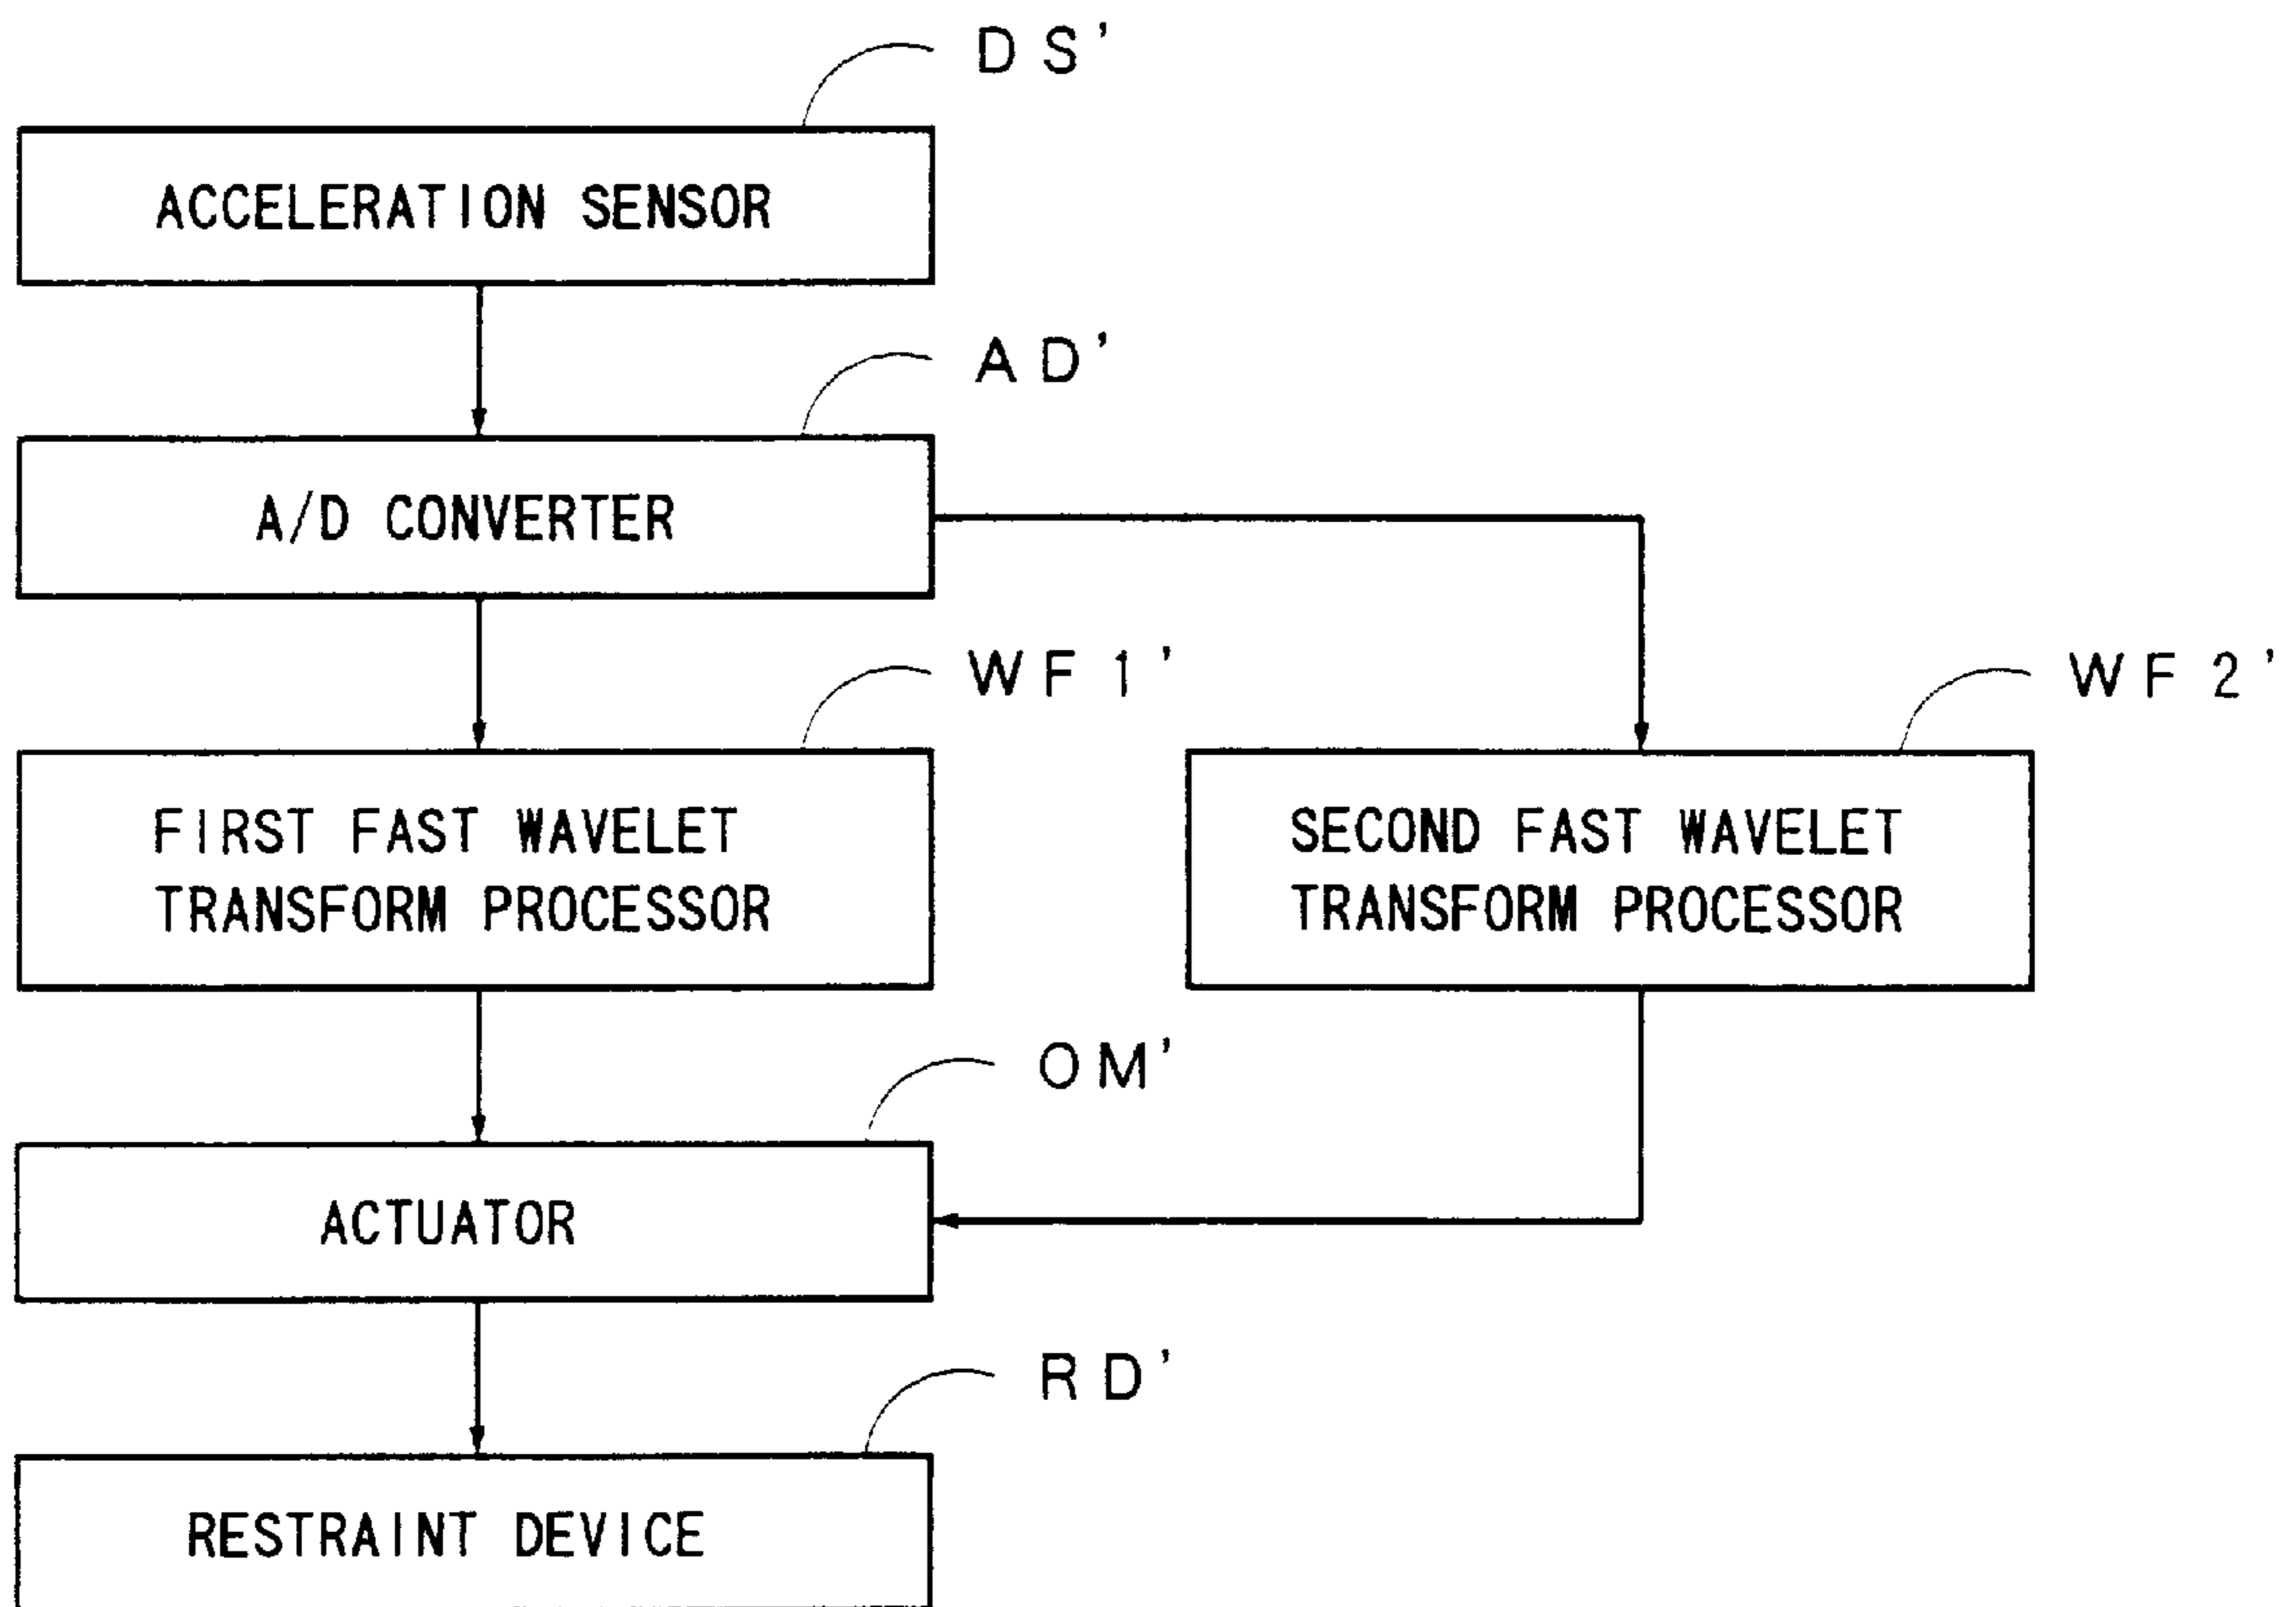 DS'
ACCELERATION SENSOR
AD'
A/D CONVERTER
WF1'
WF2'
FIRST FAST WAVELET
TRANSFORM PROCESSOR
SECOND FAST WAVELET
TRANSFORM PROCESSOR
OM'
ACTUATOR
RD'
RESTRAINT DEVICE